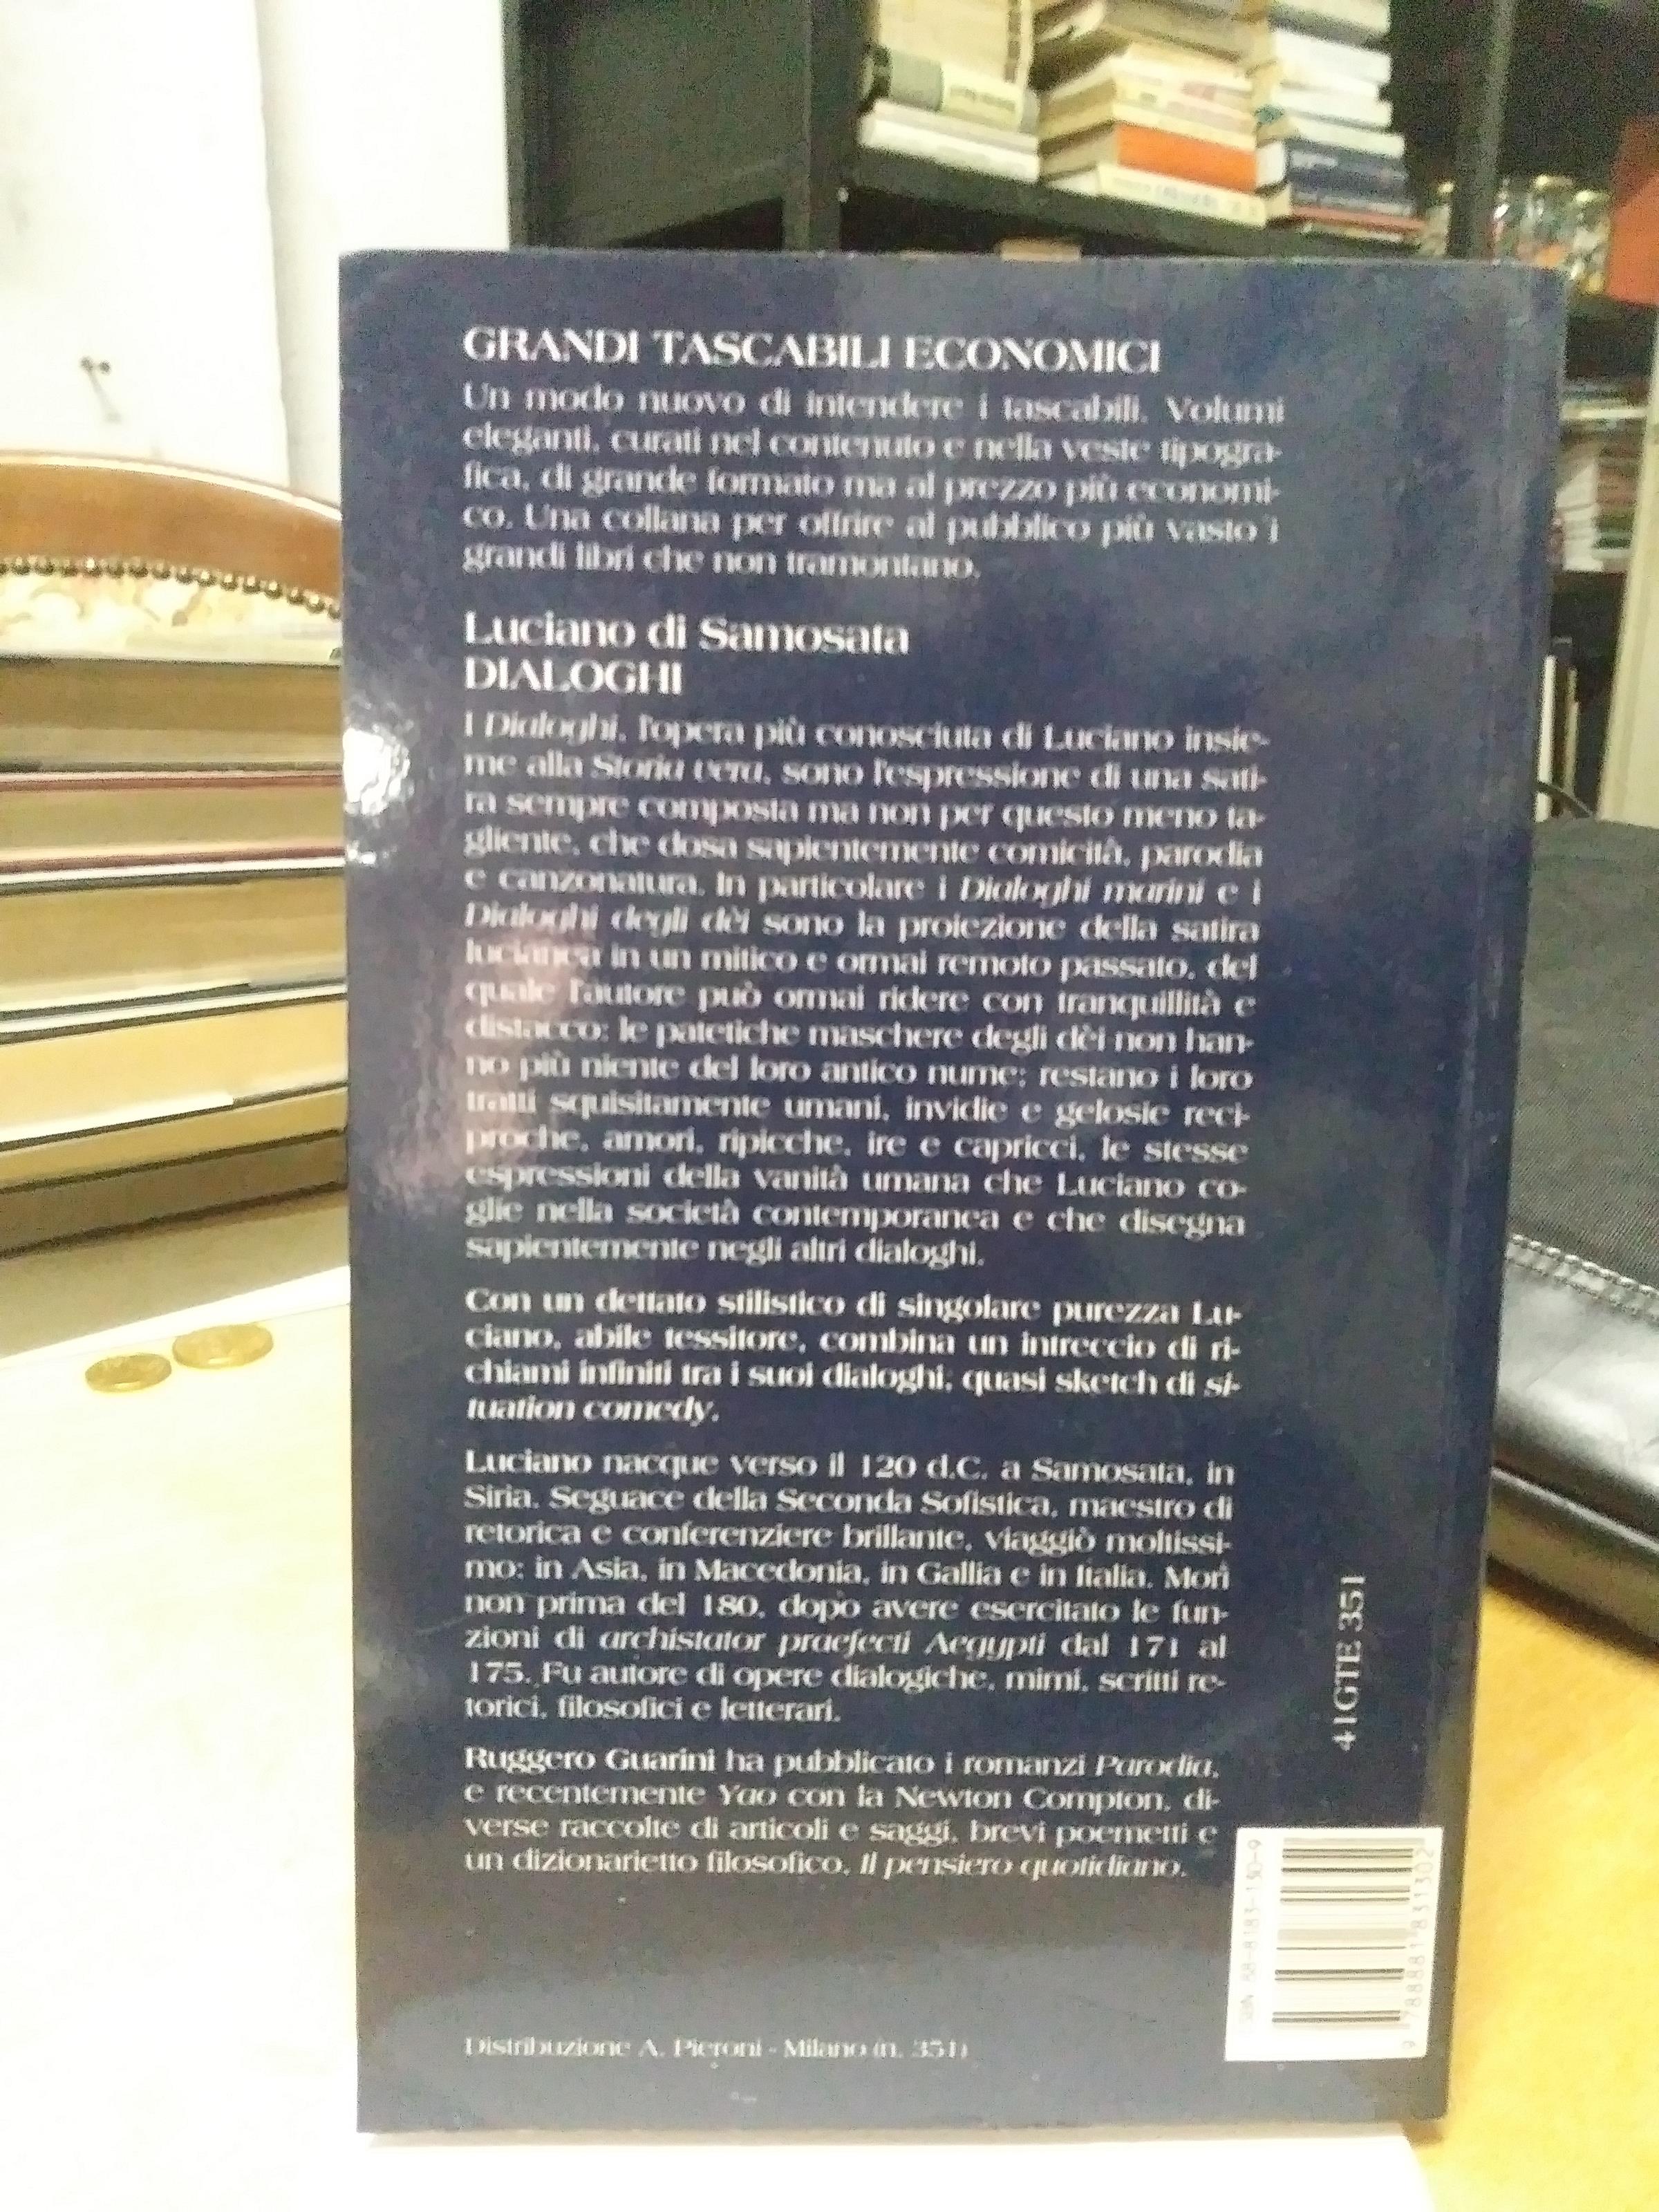 GRANDI TASCABILI ECONOMICI
Un modo nuovo di intendere i tascabili. Volumi
eleganti, curati nel contenuto e nella veste tipogra-
fica, di grande formato ma al prezzo più economi-
co. Una collana per offrire al pubblico più vasto i
grandi libri che non tramontano.
Luciano di Samosata
DIALOGHI
I Dialoghi, l'opera più conosciuta di Luciano insie-
me alla Storia vera, sono l'espressione di una sati-
ra sempre composta ma non per questo meno ta-
gliente, che dosa sapientemente comicità, parodia
e canzonatura. In particolare i Dialoghi marini e i
Dialoghi degli dèi sono la proiezione della satira
lucianea in un mitico e ormai remoto passato, del
quale l'autore può ormai ridere con tranquillità e
distacco: le patetiche maschere degli dèi non han-
no più niente del loro antico nume; restano i loro
tratti squisitamente umani, invidie e gelosie reci-
proche, amori, ripicche, ire e capricci, le stesse
espressioni della vanità umana che Luciano co-
glie nella società contemporanea e che disegna
sapientemente negli altri dialoghi.
Con un dettato stilistico di singolare purezza Lu-
ciano, abile tessitore, combina un intreccio di ri-
chiami infiniti tra i suoi dialoghi, quasi sketch di si-
tuation comedy.
Luciano nacque verso il 120 d.C. a Samosata, in
Siria. Seguace della Seconda Sofistica, maestro di
retorica e conferenziere brillante, viaggiò moltissi-
mo: in Asia, in Macedonia, in Gallia e in Italia. Morì
non prima del 180, dopo avere esercitato le fun-
zioni di archistator praefecti Aegypti dal 171 al
175. Fu autore di opere dialogiche, mimi, scritti re-
torici, filosofici e letterari.
Ruggero Guarini ha pubblicato i romanzi Parodia,
e recentemente Yao con la Newton Compton, di-
verse raccolte di articoli e saggi, brevi poemetti e
un dizionarietto filosofico, Il pensiero quotidiano.
41GTE 351
ISBN 88-8183-130-9
9 788881 831302
Distribuzione A. Pieroni - Milano (n. 351)